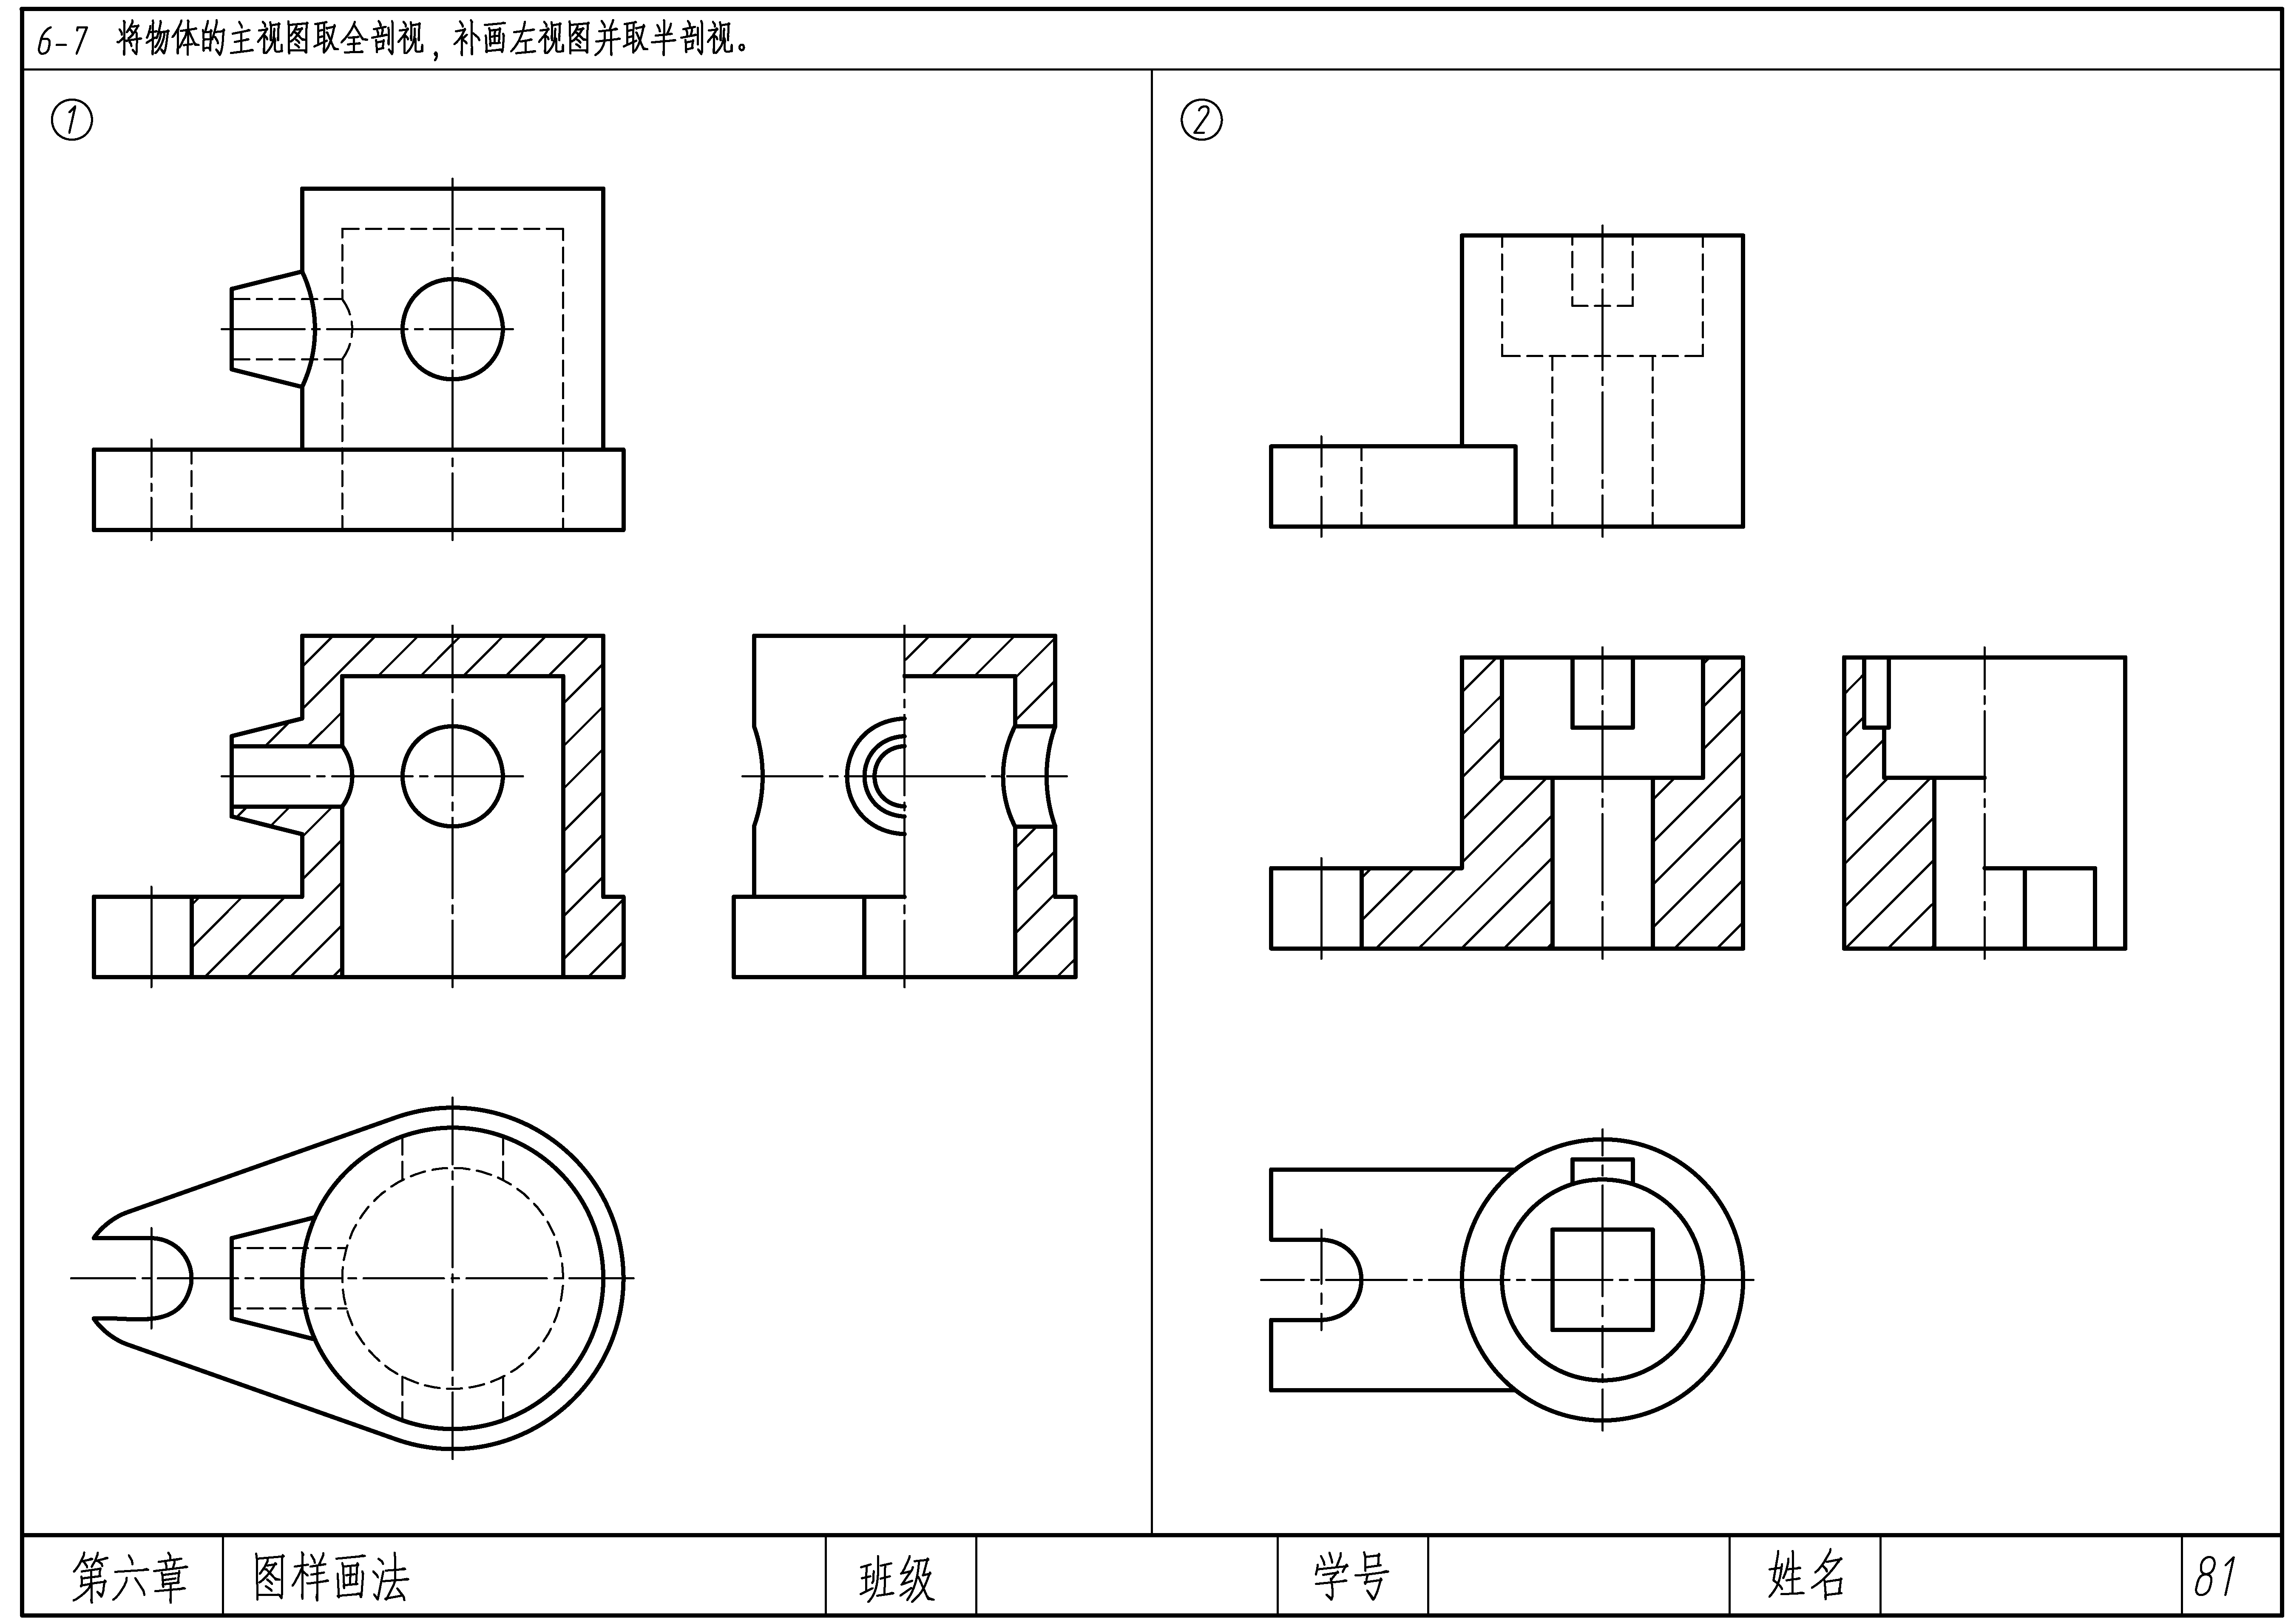 6-7 将物体的主视图取全剖视，补画左视图并取半剖视。
①
②
第六章 图样画法 班级 学号 姓名 81